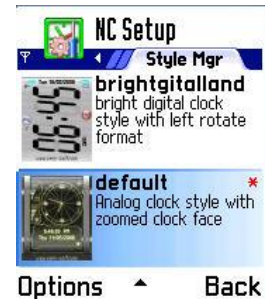 NC Setup
Style Mgr
brightgitalland
bright digital clock
style with left rotate
format
default *
Analog clock style with
zoomed clock face
Options
Back